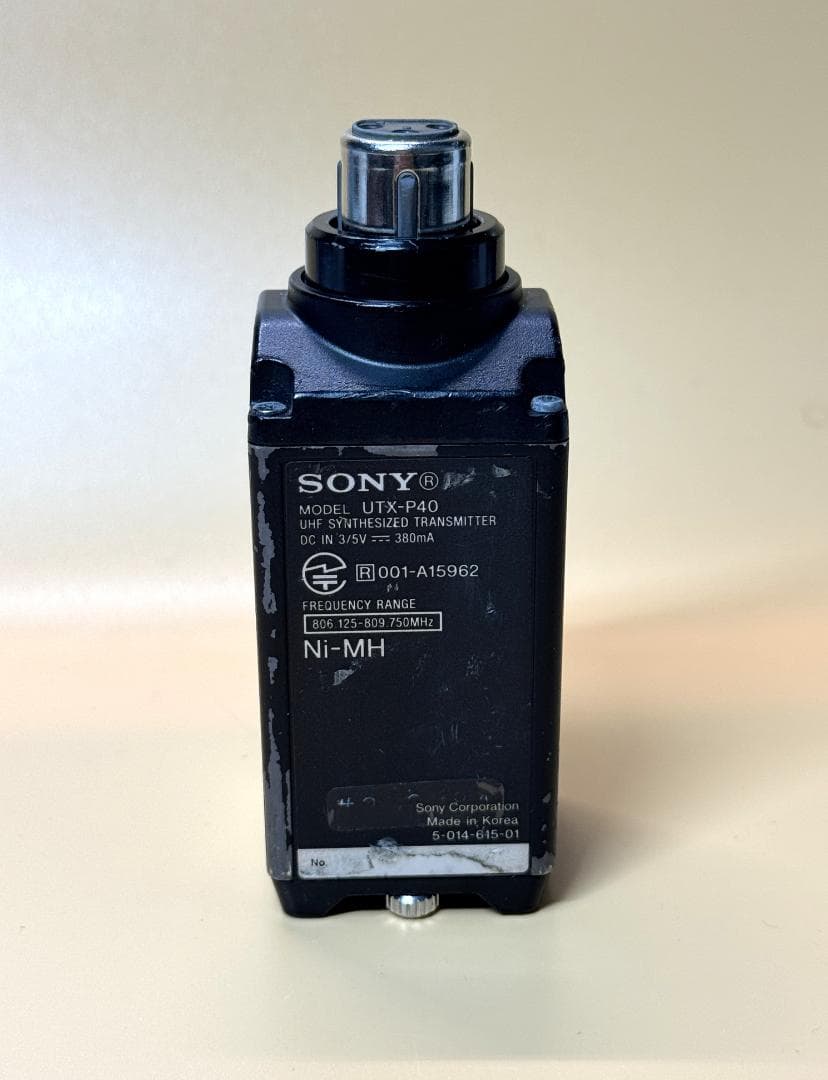 SONY®
MODEL UTX-P40
UHF SYNTHESIZED TRANSMITTER
DC IN 3/5V ⎓ 380mA
R 001-A15962
FREQUENCY RANGE
806.125-809.750MHz
Ni-MH
Sony Corporation
Made in Korea
5-014-615-01
No.